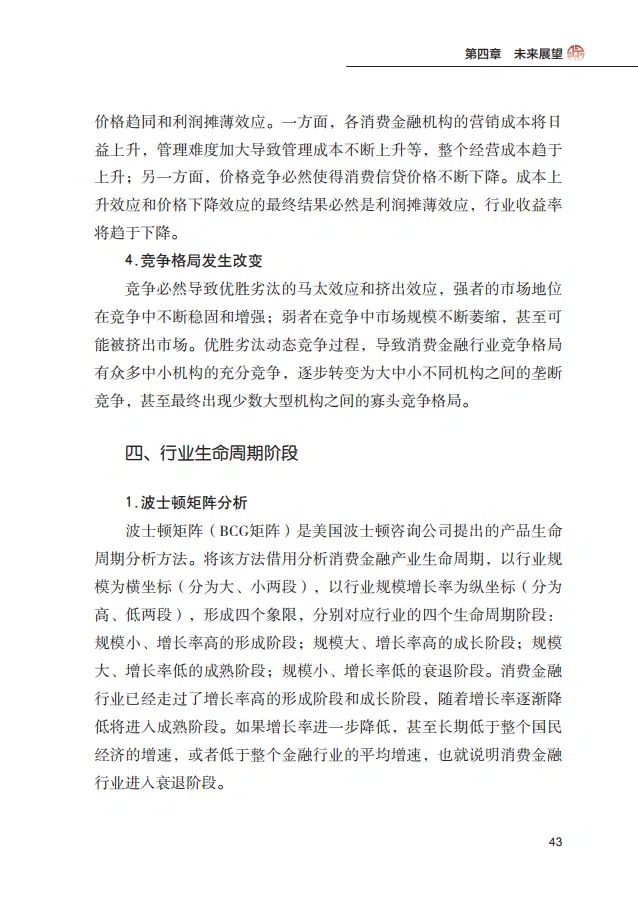 第四章 未来展望
价格趋同和利润摊薄效应。一方面，各消费金融机构的营销成本将日
益上升，管理难度加大导致管理成本不断上升等，整个经营成本趋于
上升；另一方面，价格竞争必然使得消费信贷价格不断下降。成本上
升效应和价格下降效应的最终结果必然是利润摊薄效应，行业收益率
将趋于下降。
4.竞争格局发生改变
竞争必然导致优胜劣汰的马太效应和挤出效应，强者的市场地位
在竞争中不断稳固和增强；弱者在竞争中市场规模不断萎缩，甚至可
能被挤出市场。优胜劣汰动态竞争过程，导致消费金融行业竞争格局
有众多中小机构的充分竞争，逐步转变为大中小不同机构之间的垄断
竞争，甚至最终出现少数大型机构之间的寡头竞争格局。
四、行业生命周期阶段
1.波士顿矩阵分析
波士顿矩阵（BCG矩阵）是美国波士顿咨询公司提出的产品生命
周期分析方法。将该方法借用分析消费金融产业生命周期，以行业规
模为横坐标（分为大、小两段），以行业规模增长率为纵坐标（分为
高、低两段），形成四个象限，分别对应行业的四个生命周期阶段：
规模小、增长率高的形成阶段；规模大、增长率高的成长阶段；规模
大、增长率低的成熟阶段；规模小、增长率低的衰退阶段。消费金融
行业已经走过了增长率高的形成阶段和成长阶段，随着增长率逐渐降
低将进入成熟阶段。如果增长率进一步降低，甚至长期低于整个国民
经济的增速，或者低于整个金融行业的平均增速，也就说明消费金融
行业进入衰退阶段。
43